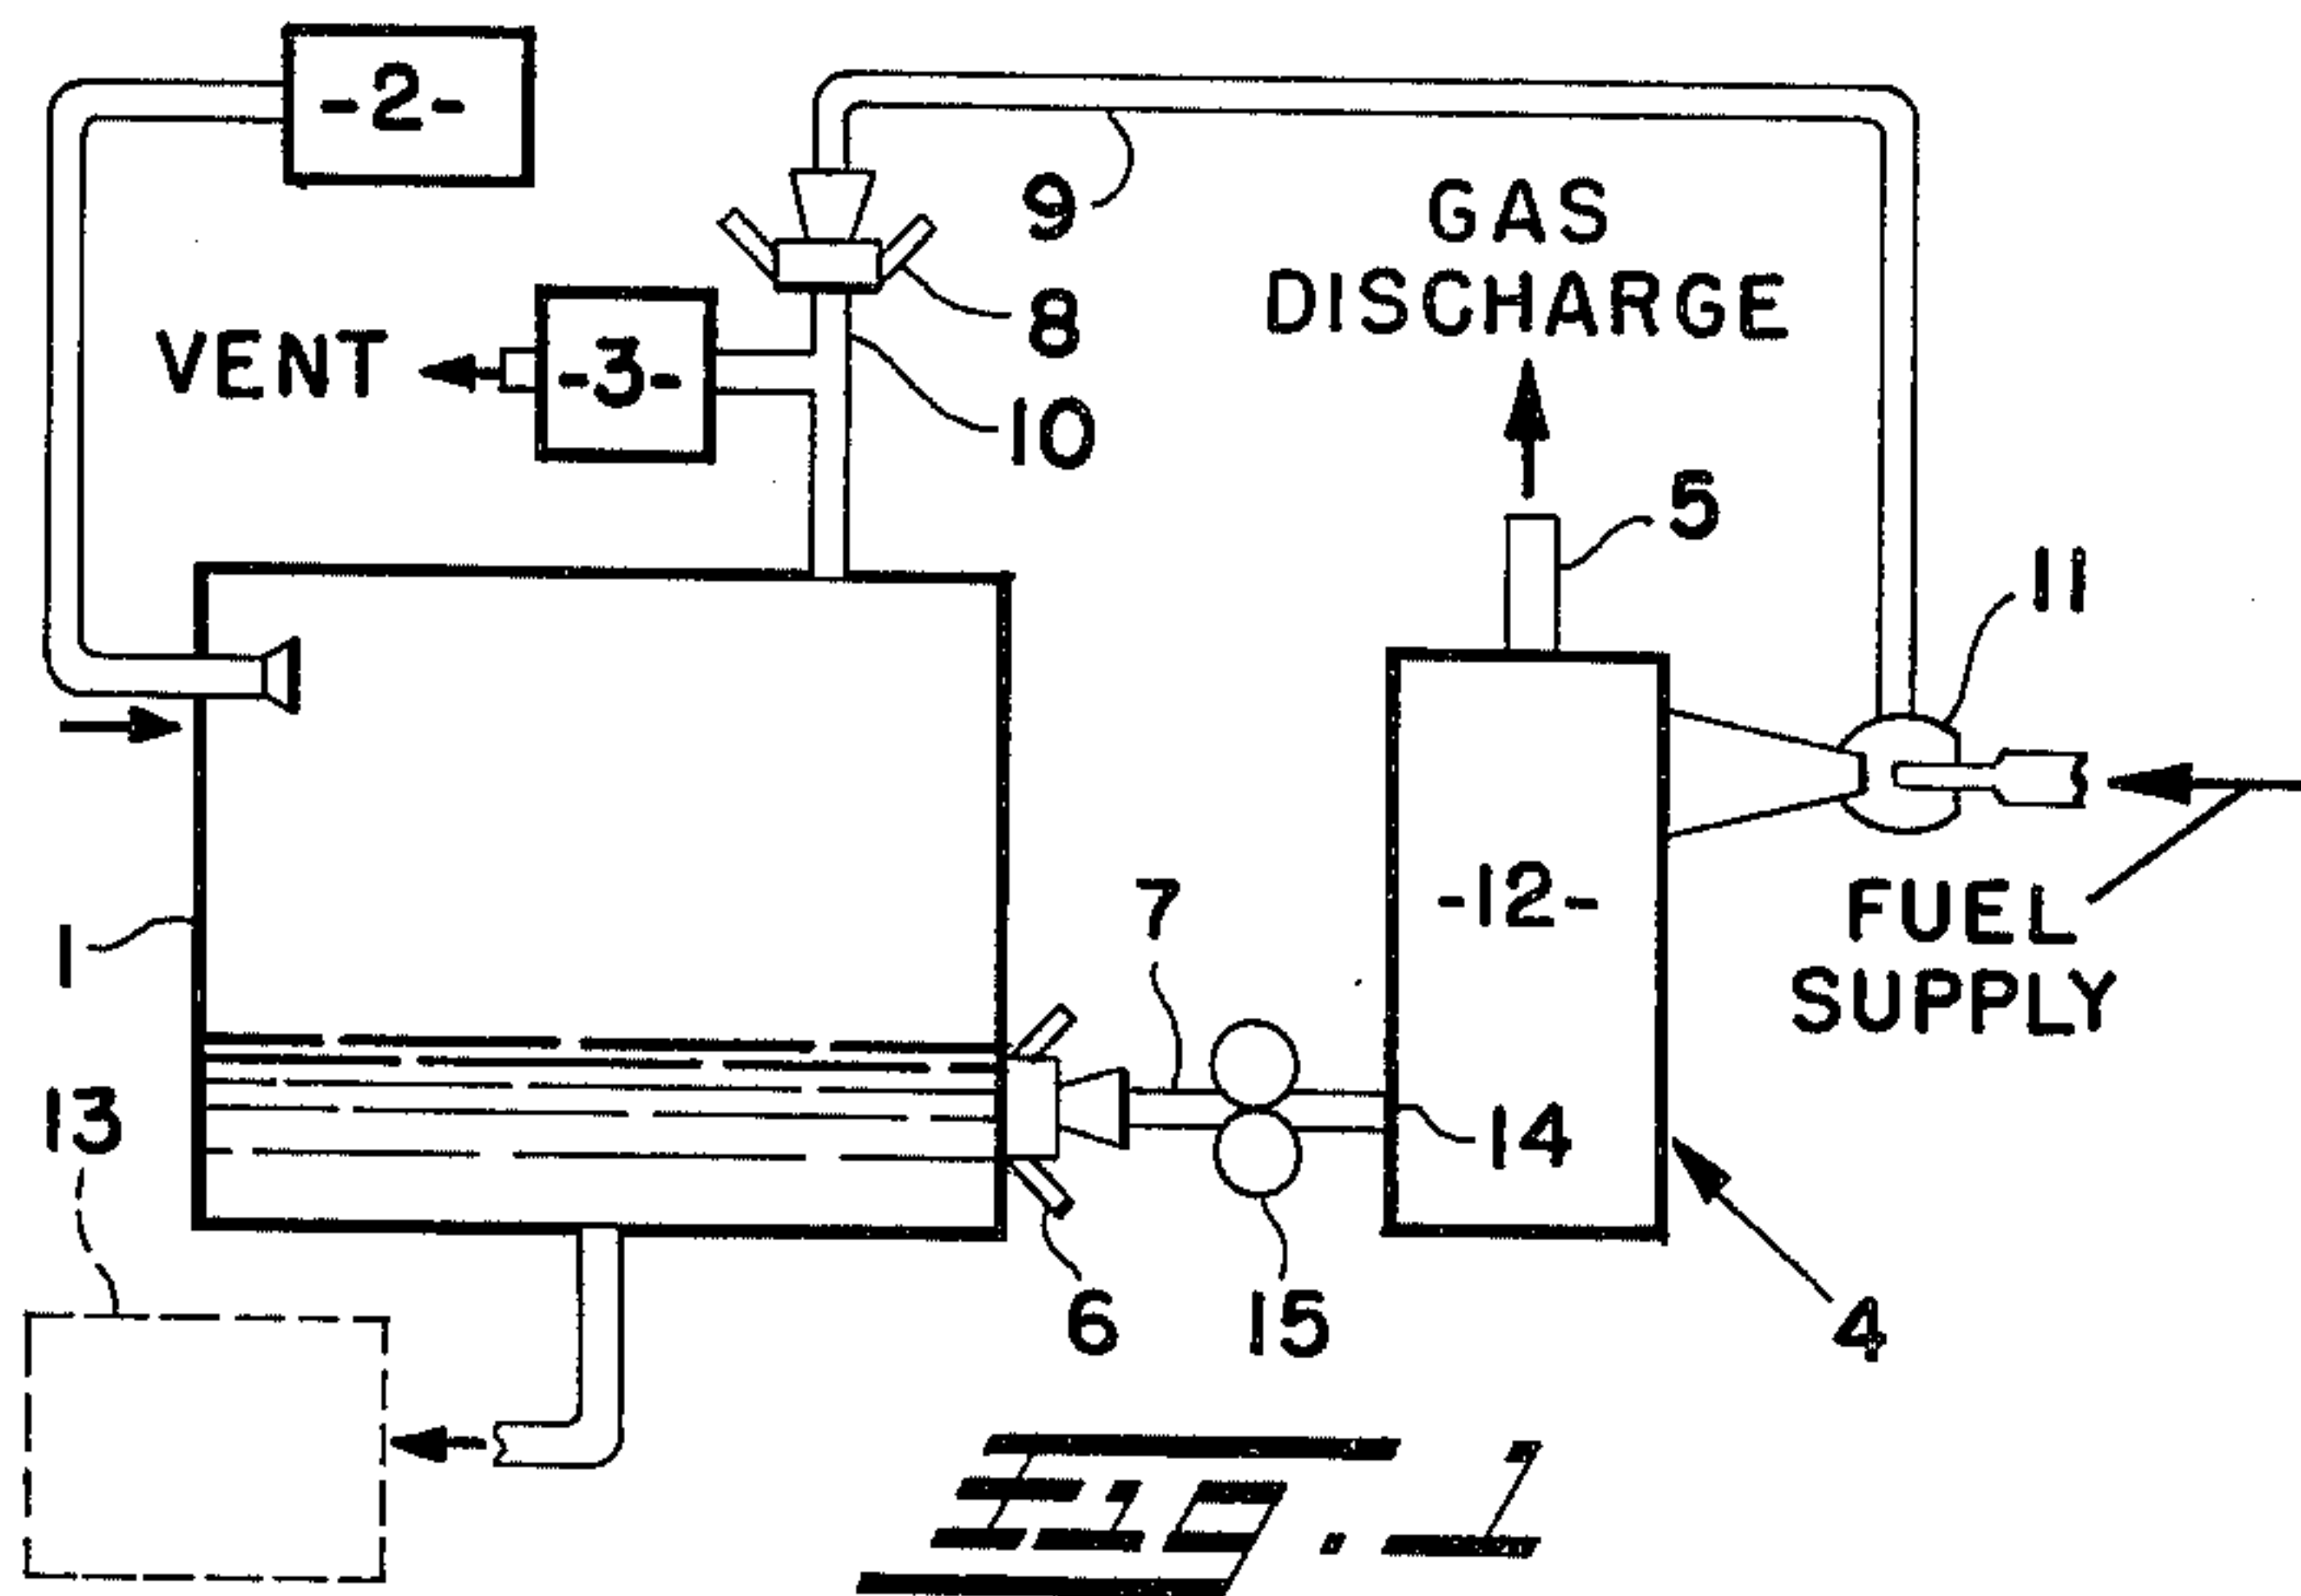 -2-
9
GAS
DISCHARGE
8
VENT
-3-
10
5
11
1
7
-12-
FUEL
SUPPLY
13
14
6
15
4
FIG. 1